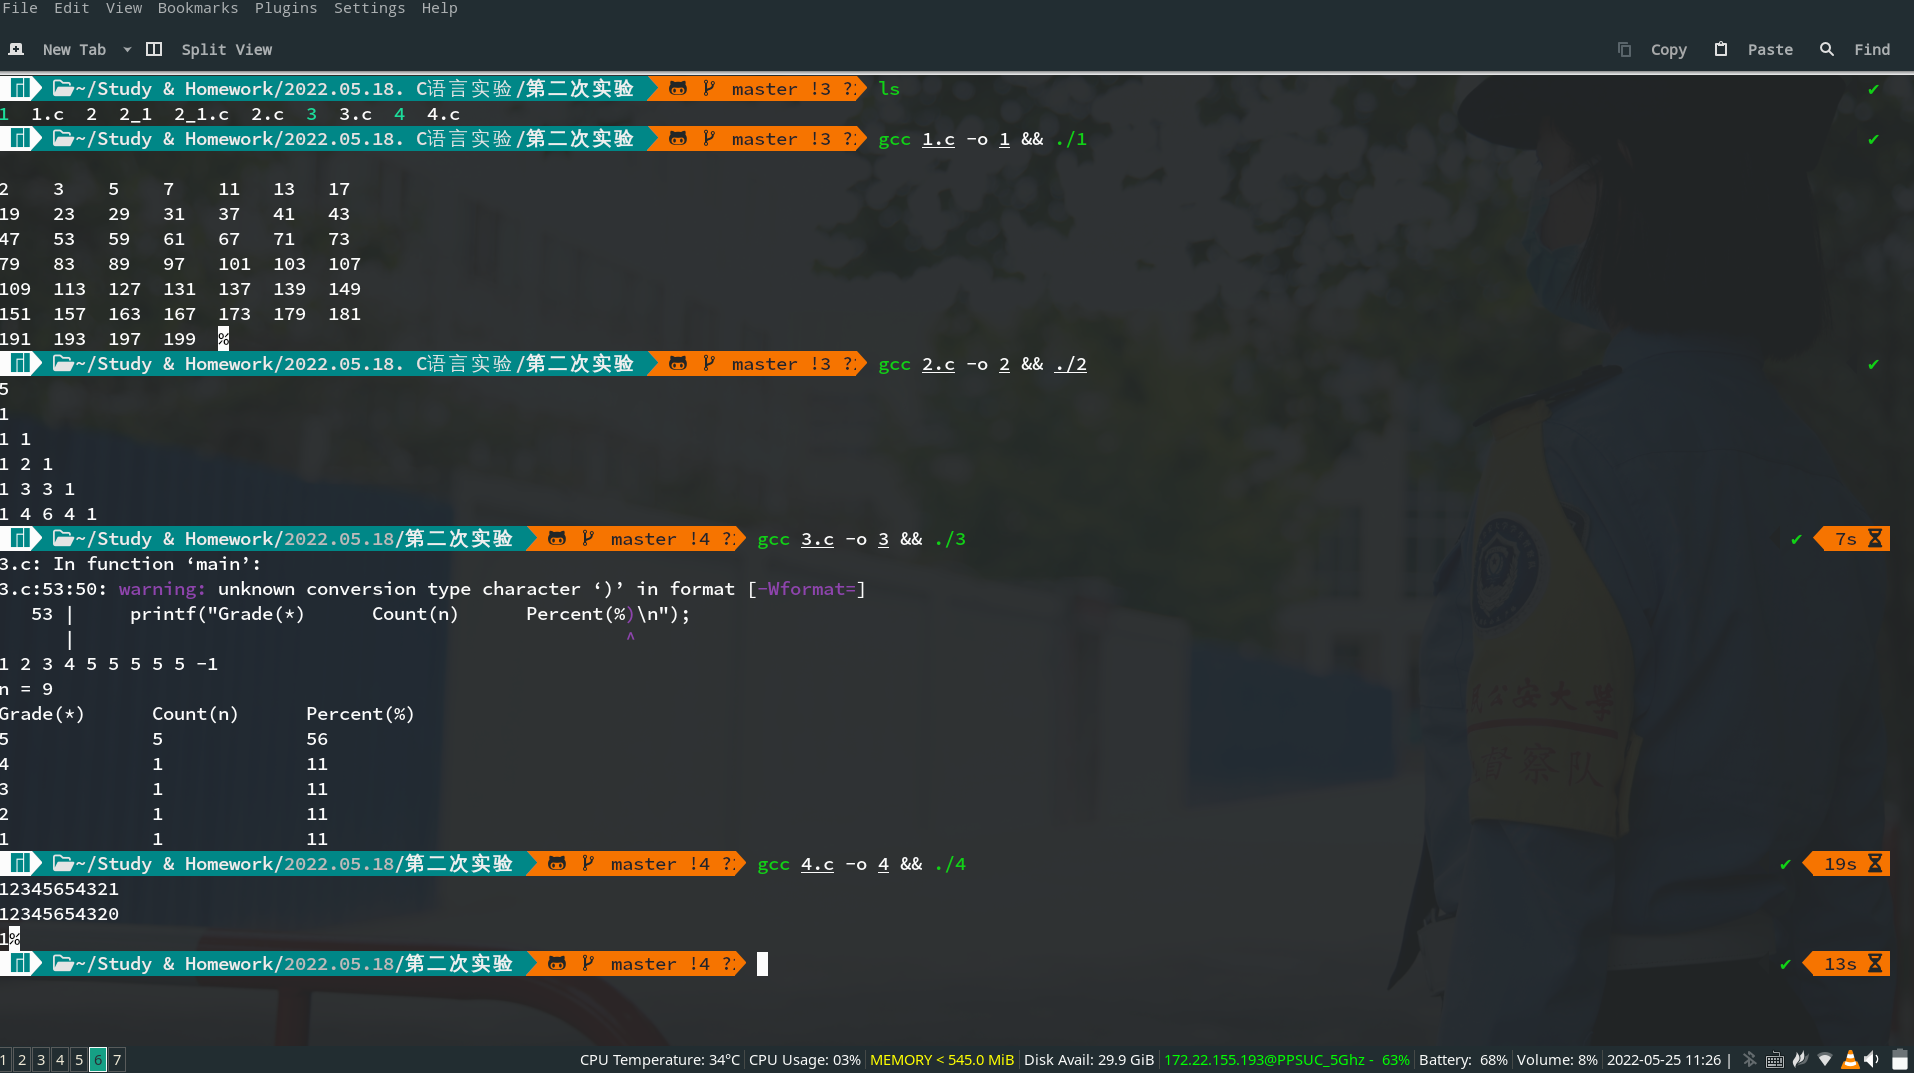 File Edit View Bookmarks Plugins Settings Help
New Tab Split View Copy Paste Find
~/Study & Homework/2022.05.18. C语言实验/第二次实验 master !3 ?: ls
1 1.c 2 2_1 2_1.c 2.c 3 3.c 4 4.c
~/Study & Homework/2022.05.18. C语言实验/第二次实验 master !3 ?: gcc 1.c -o 1 && ./1
2 3 5 7 11 13 17
19 23 29 31 37 41 43
47 53 59 61 67 71 73
79 83 89 97 101 103 107
109 113 127 131 137 139 149
151 157 163 167 173 179 181
191 193 197 199 %
~/Study & Homework/2022.05.18. C语言实验/第二次实验 master !3 ?: gcc 2.c -o 2 && ./2
5
1
1 1
1 2 1
1 3 3 1
1 4 6 4 1
~/Study & Homework/2022.05.18/第二次实验 master !4 ?: gcc 3.c -o 3 && ./3 7s
3.c: In function ‘main’:
3.c:53:50: warning: unknown conversion type character ‘)’ in format [-Wformat=]
53 | printf("Grade(*) Count(n) Percent(%)\n");
| ^
1 2 3 4 5 5 5 5 5 -1
n = 9
Grade(*) Count(n) Percent(%)
5 5 56
4 1 11
3 1 11
2 1 11
1 1 11
~/Study & Homework/2022.05.18/第二次实验 master !4 ?: gcc 4.c -o 4 && ./4 19s
12345654321
12345654320
1%
~/Study & Homework/2022.05.18/第二次实验 master !4 ?: 13s
公安大学
督察队
1 2 3 4 5 6 7 CPU Temperature: 34°C | CPU Usage: 03% | MEMORY < 545.0 MiB | Disk Avail: 29.9 GiB | 172.22.155.193@PPSUC_5Ghz - 63% | Battery: 68% | Volume: 8% | 2022-05-25 11:26 |